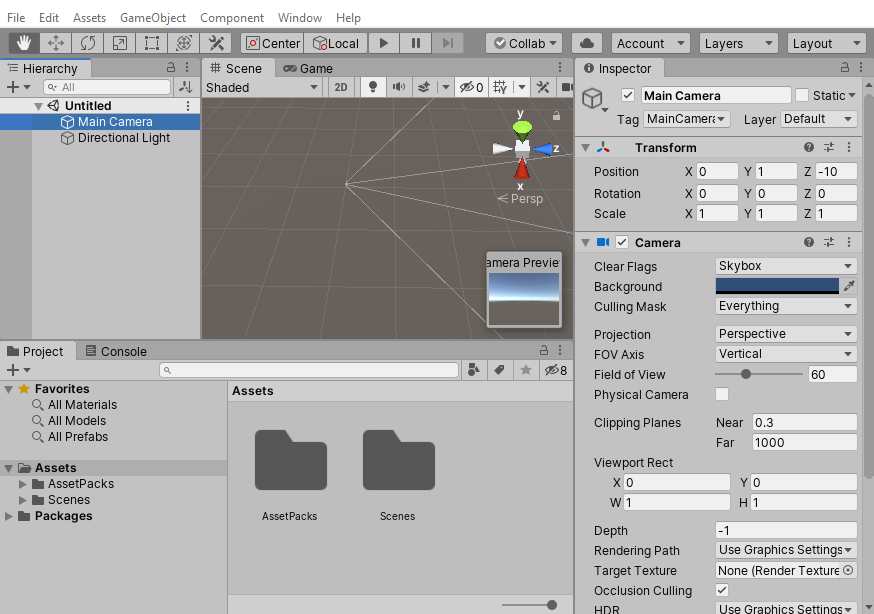 File Edit Assets GameObject Component Window Help
Center Local Collab Account Layers Layout
Hierarchy
All
Untitled
Main Camera
Directional Light
Scene Game
Shaded 2D 0
y
z
x
Persp
amera Previe
Project Console
8
Favorites
All Materials
All Models
All Prefabs
Assets
AssetPacks
Scenes
Packages
Assets
AssetPacks Scenes
Inspector
Main Camera Static
Tag MainCamera Layer Default
Transform
Position X 0 Y 1 Z -10
Rotation X 0 Y 0 Z 0
Scale X 1 Y 1 Z 1
Camera
Clear Flags Skybox
Background
Culling Mask Everything
Projection Perspective
FOV Axis Vertical
Field of View 60
Physical Camera
Clipping Planes Near 0.3
Far 1000
Viewport Rect
X 0 Y 0
W 1 H 1
Depth -1
Rendering Path Use Graphics Settings
Target Texture None (Render Texture
Occlusion Culling
HDR Use Graphics Settings